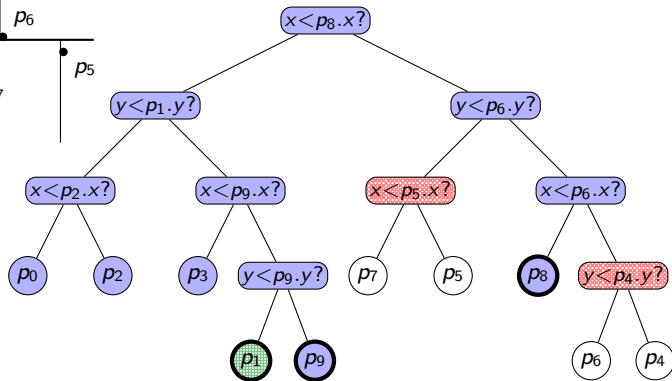 p6
p5
7
x<p8.x?
y<p1.y?
y<p6.y?
x<p2.x?
x<p9.x?
x<p5.x?
x<p6.x?
p0
p2
p3
y<p9.y?
p7
p5
p8
y<p4.y?
p1
p9
p6
p4